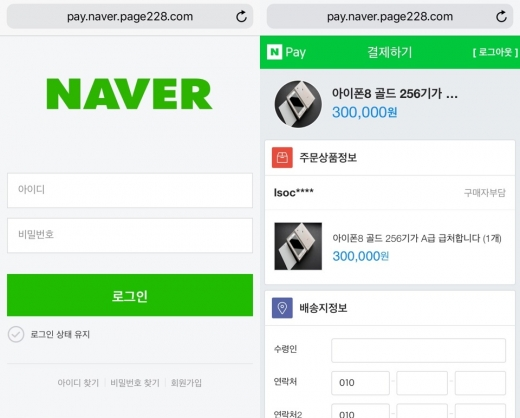 pay.naver.page228.com
NAVER
아이디
비밀번호
로그인
로그인 상태 유지
아이디 찾기 | 비밀번호 찾기 | 회원가입
pay.naver.page228.com
N Pay 결제하기 [ 로그아웃 ]
아이폰8 골드 256기가 ...
300,000원
주문상품정보
lsoc**** 구매자부담
아이폰8 골드 256기가 A급 급처합니다 (1개)
300,000원
배송지정보
수령인
연락처 010 - -
연락처2 010 - -